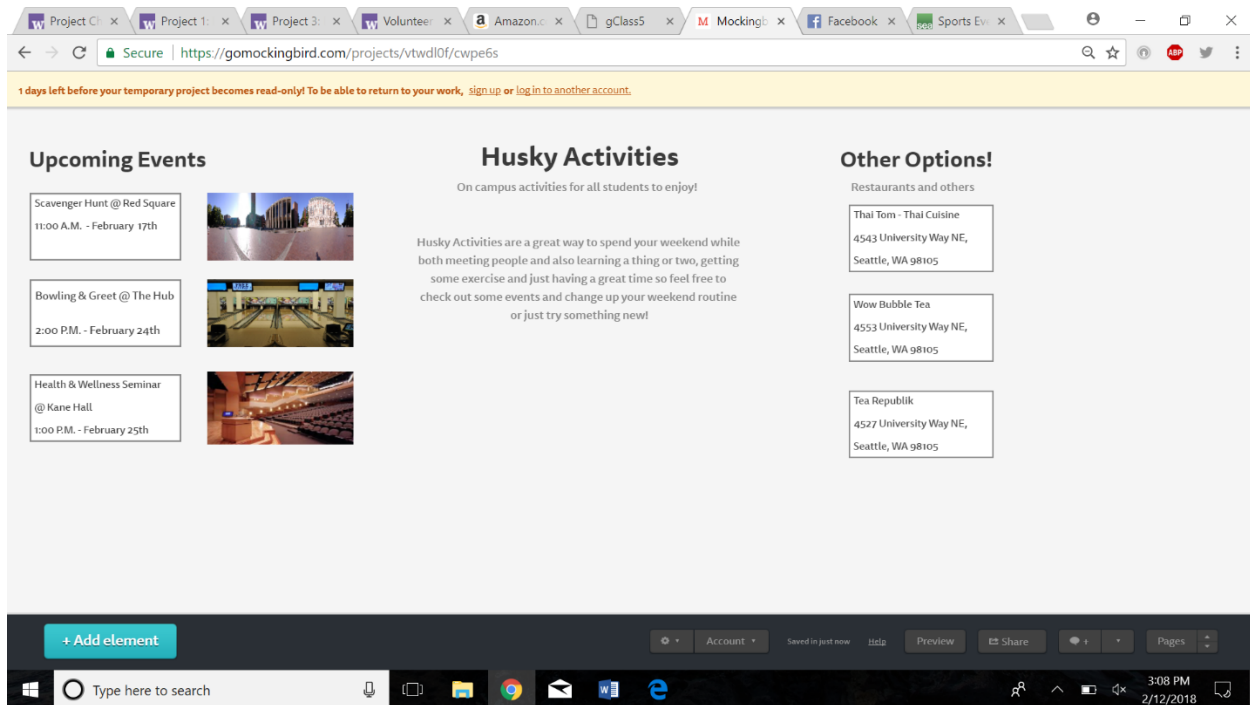 Project Ch
Project 1:
Project 3:
Volunteer
Amazon.c
gClass5
Mockingb
Facebook
Sports Eve
Secure | https://gomockingbird.com/projects/vtwdl0f/cwpe6s
ABP
1 days left before your temporary project becomes read-only! To be able to return to your work, sign up or log in to another account.
Upcoming Events
Scavenger Hunt @ Red Square
11:00 A.M. - February 17th
Bowling & Greet @ The Hub
2:00 P.M. - February 24th
Health & Wellness Seminar
@ Kane Hall
1:00 P.M. - February 25th
Husky Activities
On campus activities for all students to enjoy!
Husky Activities are a great way to spend your weekend while
both meeting people and also learning a thing or two, getting
some exercise and just having a great time so feel free to
check out some events and change up your weekend routine
or just try something new!
Other Options!
Restaurants and others
Thai Tom - Thai Cuisine
4543 University Way NE,
Seattle, WA 98105
Wow Bubble Tea
4553 University Way NE,
Seattle, WA 98105
Tea Republik
4527 University Way NE,
Seattle, WA 98105
+ Add element
Account
Saved in just now
Help
Preview
Share
+
Pages
Type here to search
3:08 PM
2/12/2018